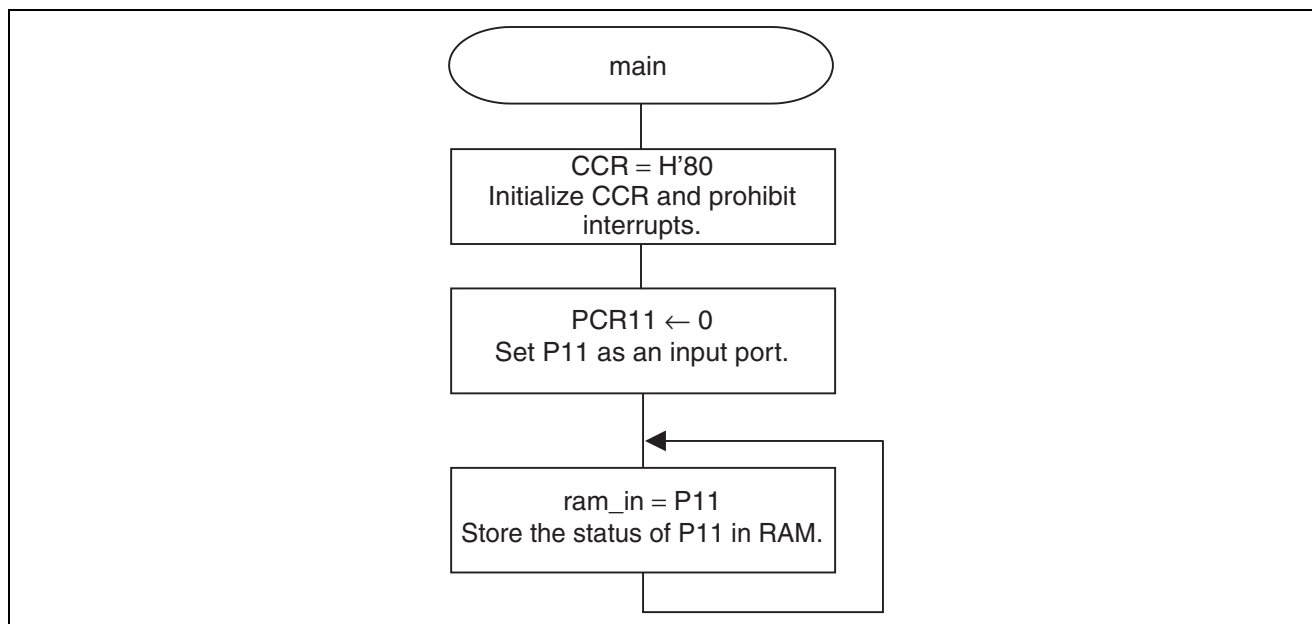 main
CCR = H’80
Initialize CCR and prohibit
interrupts.
PCR11 ← 0
Set P11 as an input port.
ram_in = P11
Store the status of P11 in RAM.